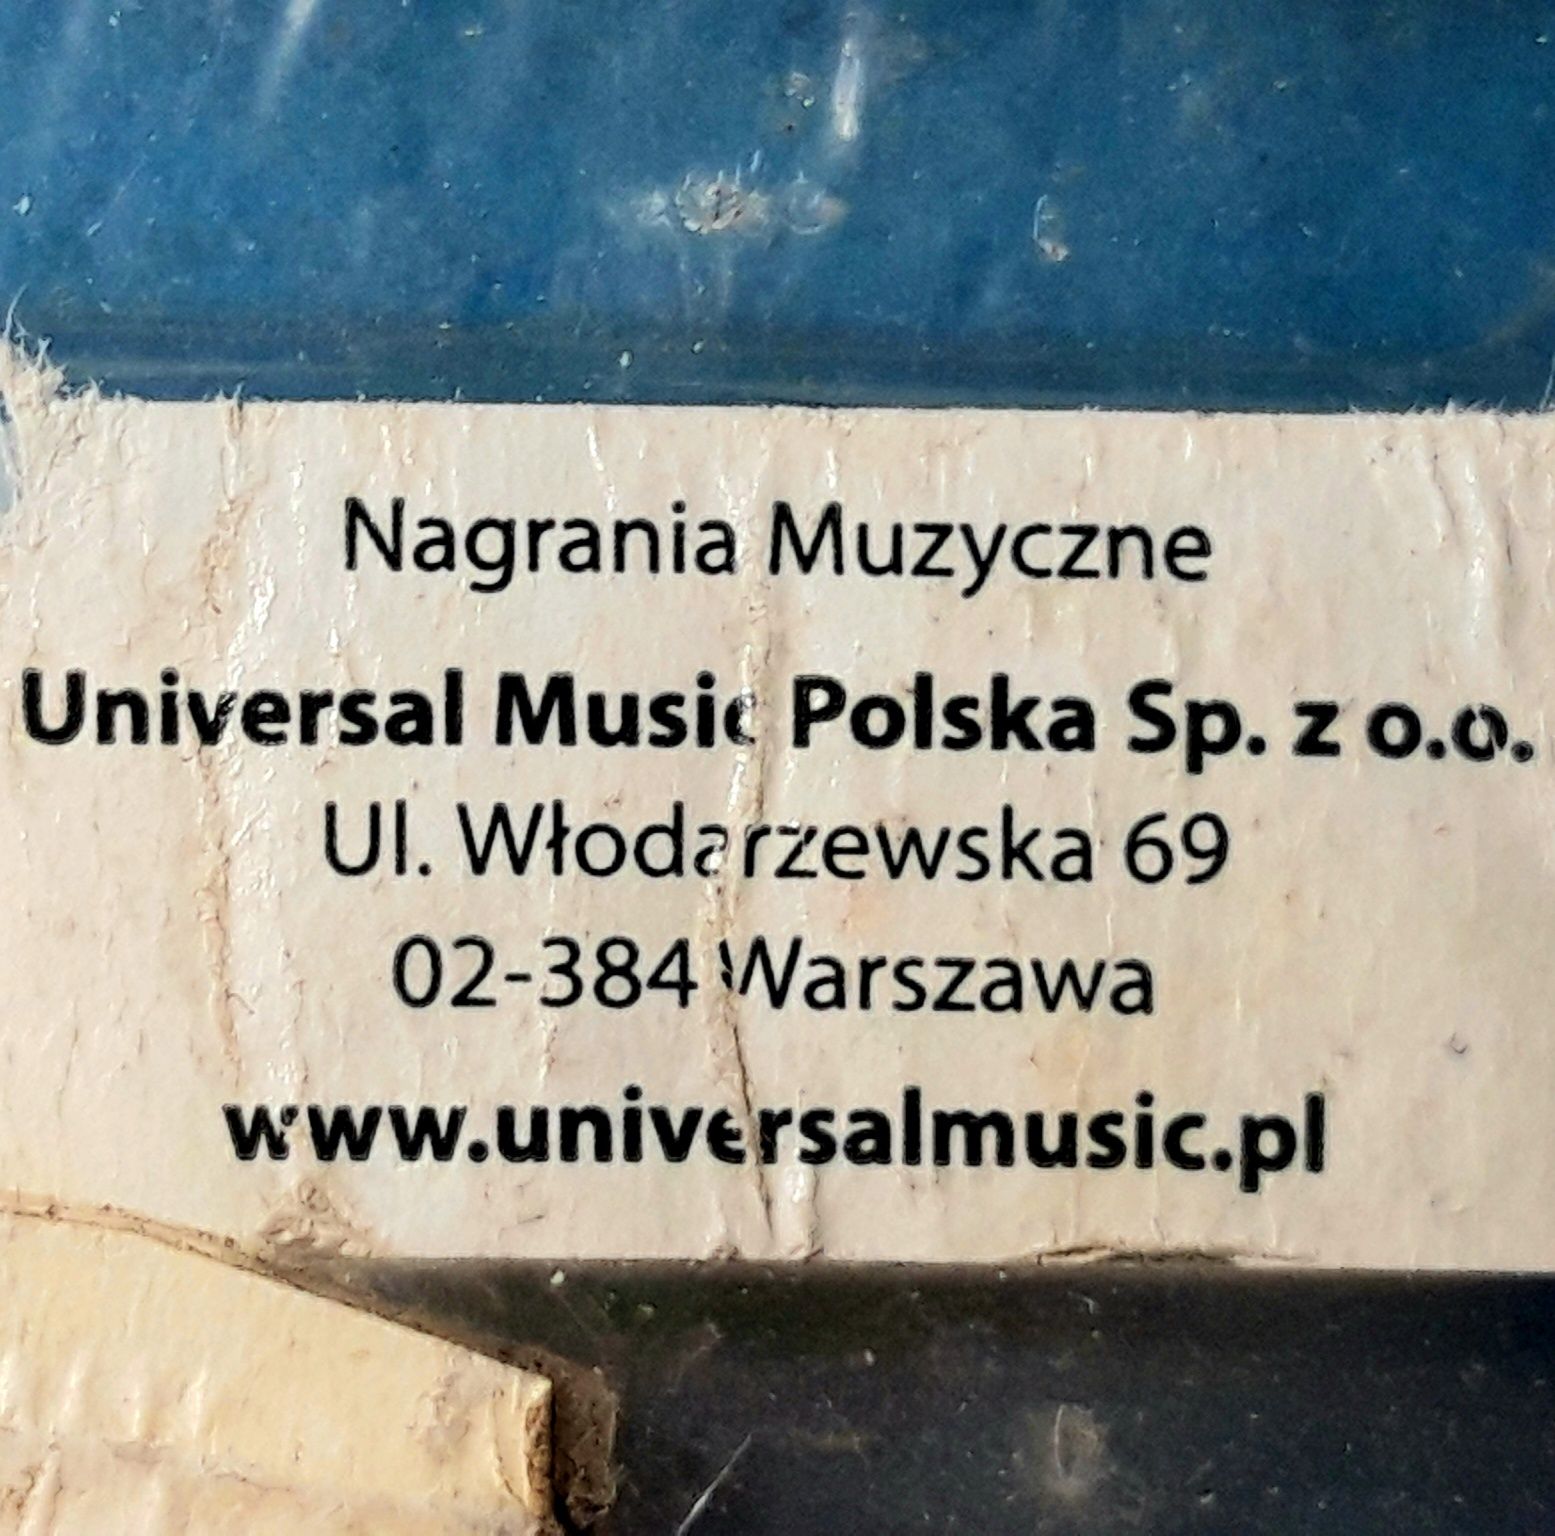 Nagrania Muzyczne
Universal Music Polska Sp. z o.o.
Ul. Włodarzewska 69
02-384 Warszawa
www.universalmusic.pl